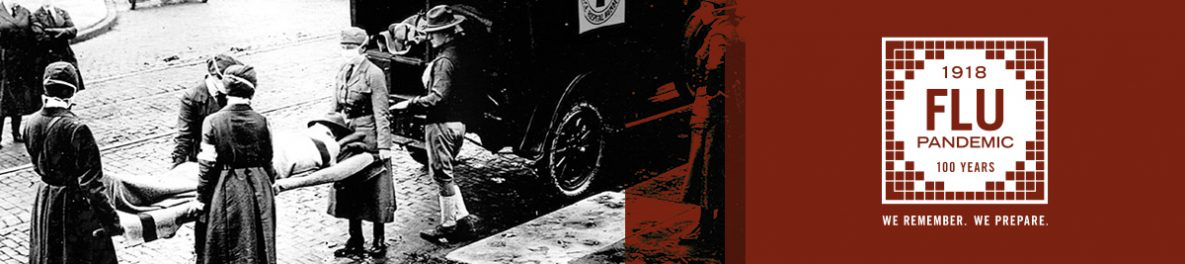 1918
FLU
PANDEMIC
100 YEARS
WE REMEMBER. WE PREPARE.